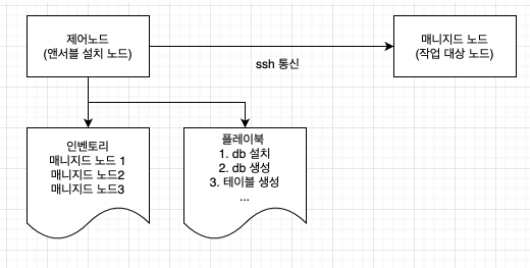 제어노드
(앤서블 설치 노드)
매니지드 노드
(작업 대상 노드)
ssh 통신
인벤토리
매니지드 노드 1
매니지드 노드2
매니지드 노드3
플레이북
1. db 설치
2. db 생성
3. 테이블 생성
...